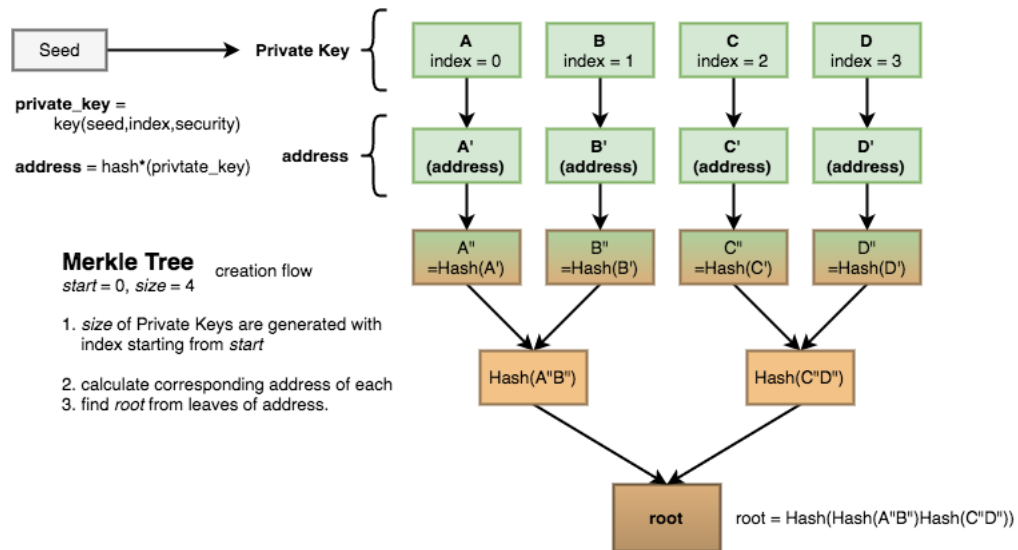 Seed
Private Key
A
index = 0
B
index = 1
C
index = 2
D
index = 3
private_key =
key(seed,index,security)
address = hash*(privtate_key)
address
A'
(address)
B'
(address)
C'
(address)
D'
(address)
A"
=Hash(A')
B"
=Hash(B')
C"
=Hash(C')
D"
=Hash(D')
Merkle Tree creation flow
start = 0, size = 4
1. size of Private Keys are generated with
index starting from start
2. calculate corresponding address of each
3. find root from leaves of address.
Hash(A"B")
Hash(C"D")
root
root = Hash(Hash(A"B")Hash(C"D"))